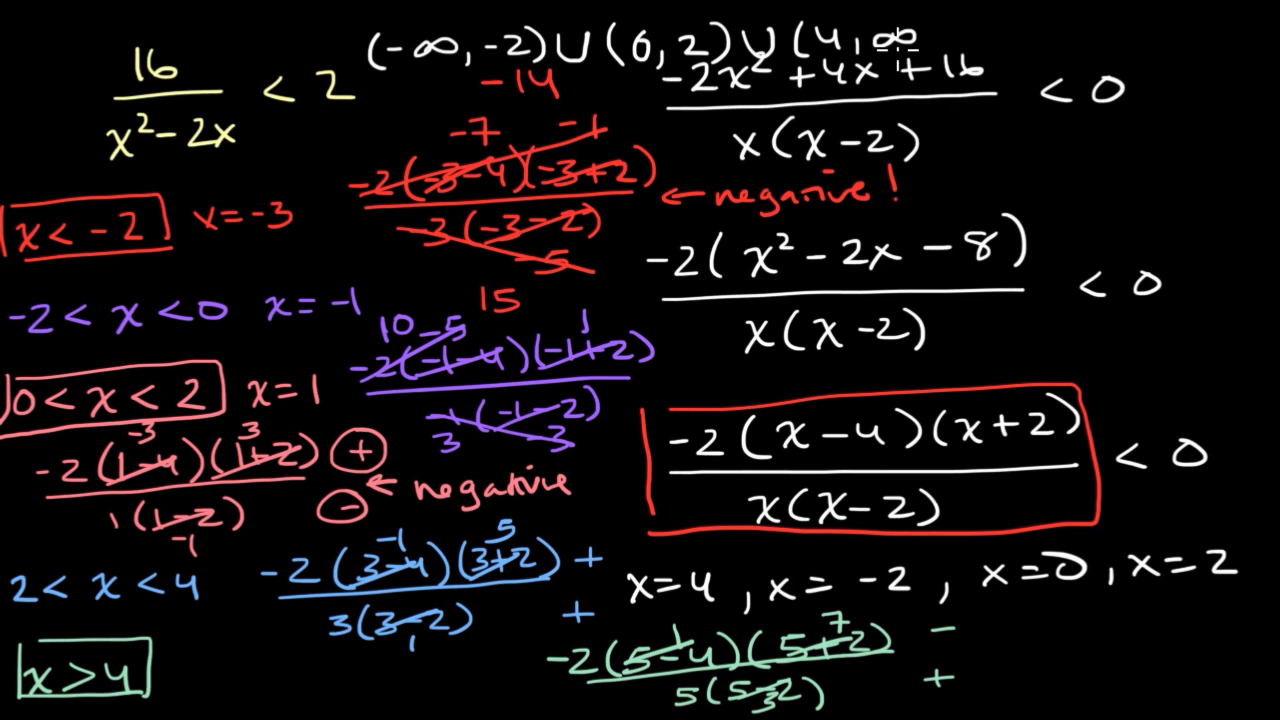 (-∞, -2) ∪ (0, 2) ∪ (4, ∞
16 / (x² - 2x) < 2
(-2x² + 4x + 16) / (x(x-2)) < 0
-14
-7 -1
-2(-3-4)(-3+2) / -3(-3-2)
-5
15
← negative!
x < -2 x = -3
-2(x² - 2x - 8) / x(x-2) < 0
-2 < x < 0 x = -1
10 -5 1
-2(-1-4)(-1+2) / -1(-1-2)
3 -3
0 < x < 2 x = 1
-3 3
-2(1-4)(1+2) / 1(1-2)
-1
+
- ← negative
-2(x-4)(x+2) / x(x-2) < 0
x=4, x = -2, x=0, x=2
2 < x < 4
-1 5
-2(3-4)(3+2) / 3(3-2)
1
+
+
x > 4
1 7
-2(5-4)(5+2) / 5(5-2)
3
-
+